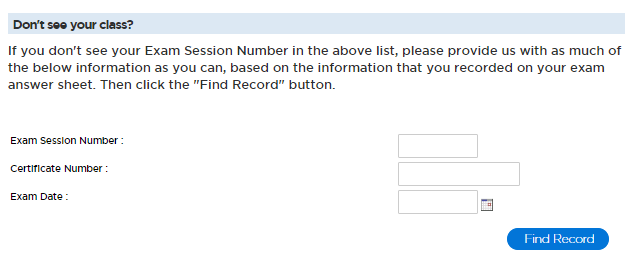 Don't see your class?
If you don't see your Exam Session Number in the above list, please provide us with as much of
the below information as you can, based on the information that you recorded on your exam
answer sheet. Then click the "Find Record" button.
Exam Session Number :
Certificate Number :
Exam Date :
Find Record